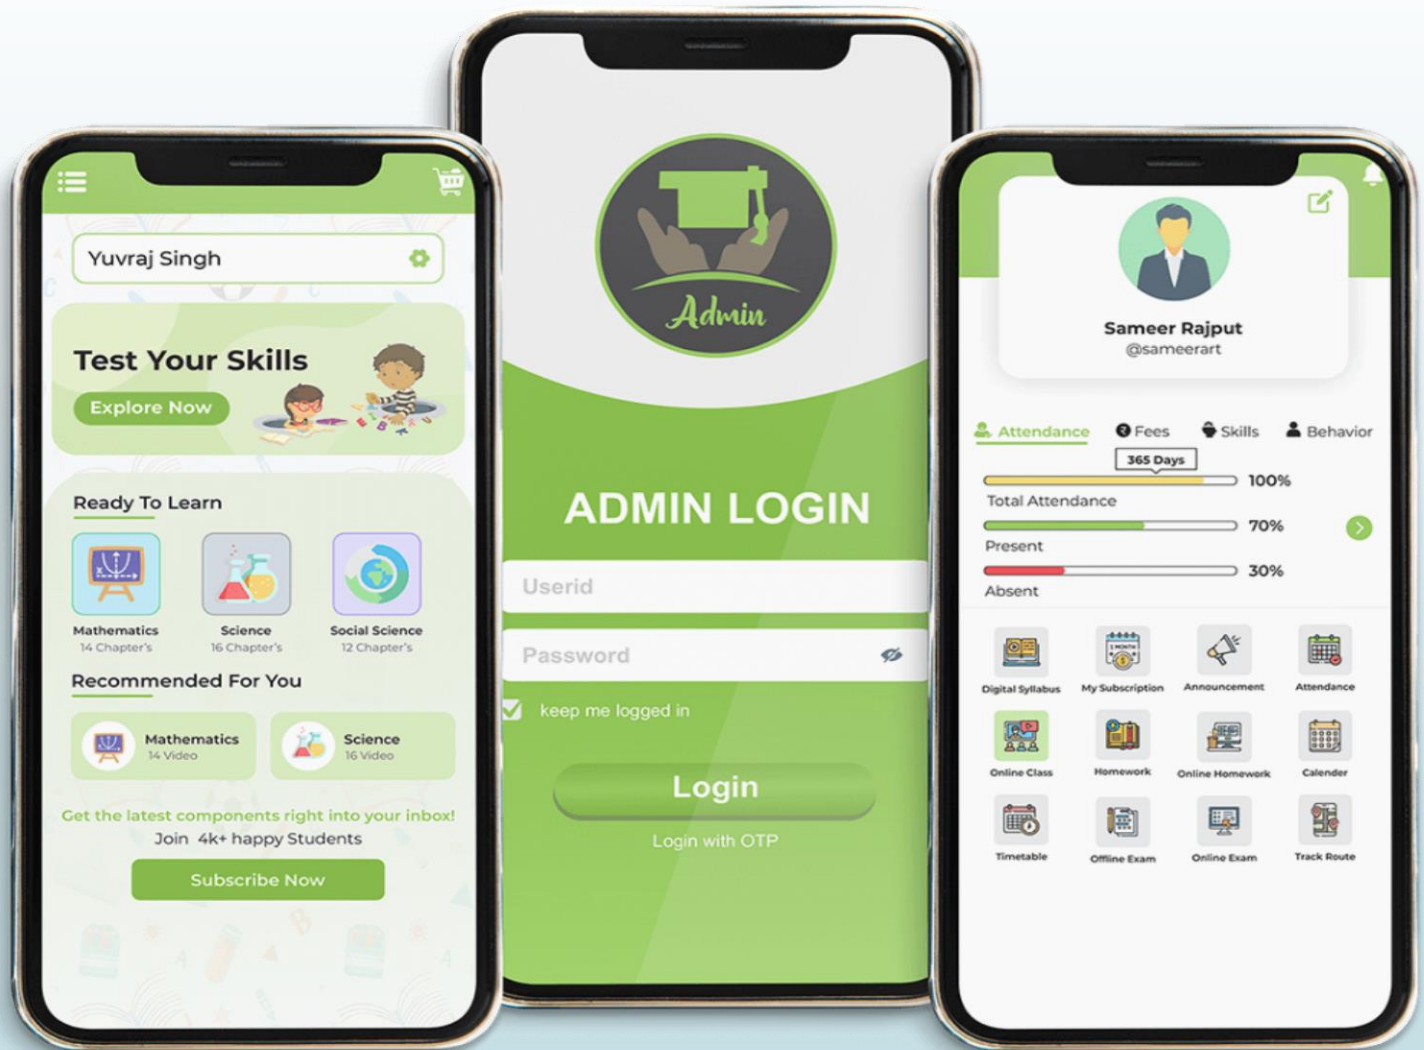 Yuvraj Singh
Test Your Skills
Explore Now
Ready To Learn
Mathematics
14 Chapter's
Science
16 Chapter's
Social Science
12 Chapter's
Recommended For You
Mathematics
14 Video
Science
16 Video
Get the latest components right into your inbox!
Join 4k+ happy Students
Subscribe Now
Admin
ADMIN LOGIN
Userid
Password
keep me logged in
Login
Login with OTP
Sameer Rajput
@sameerart
Attendance Fees Skills Behavior
365 Days
100%
Total Attendance
70%
Present
30%
Absent
Digital Syllabus My Subscription Announcement Attendance
Online Class Homework Online Homework Calender
Timetable Offline Exam Online Exam Track Route